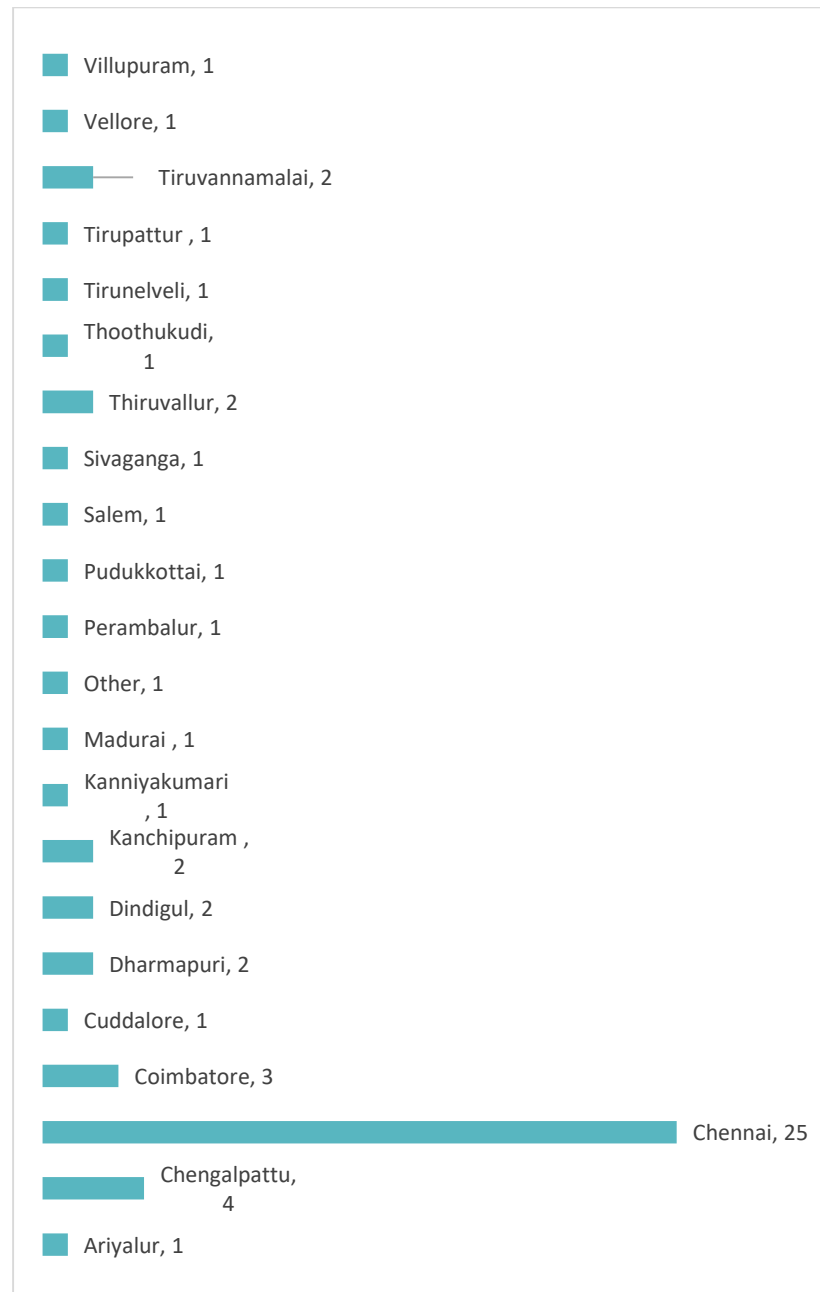 Villupuram, 1
Vellore, 1
Tiruvannamalai, 2
Tirupattur , 1
Tirunelveli, 1
Thoothukudi,
1
Thiruvallur, 2
Sivaganga, 1
Salem, 1
Pudukkottai, 1
Perambalur, 1
Other, 1
Madurai , 1
Kanniyakumari
, 1
Kanchipuram ,
2
Dindigul, 2
Dharmapuri, 2
Cuddalore, 1
Coimbatore, 3
Chennai, 25
Chengalpattu,
4
Ariyalur, 1